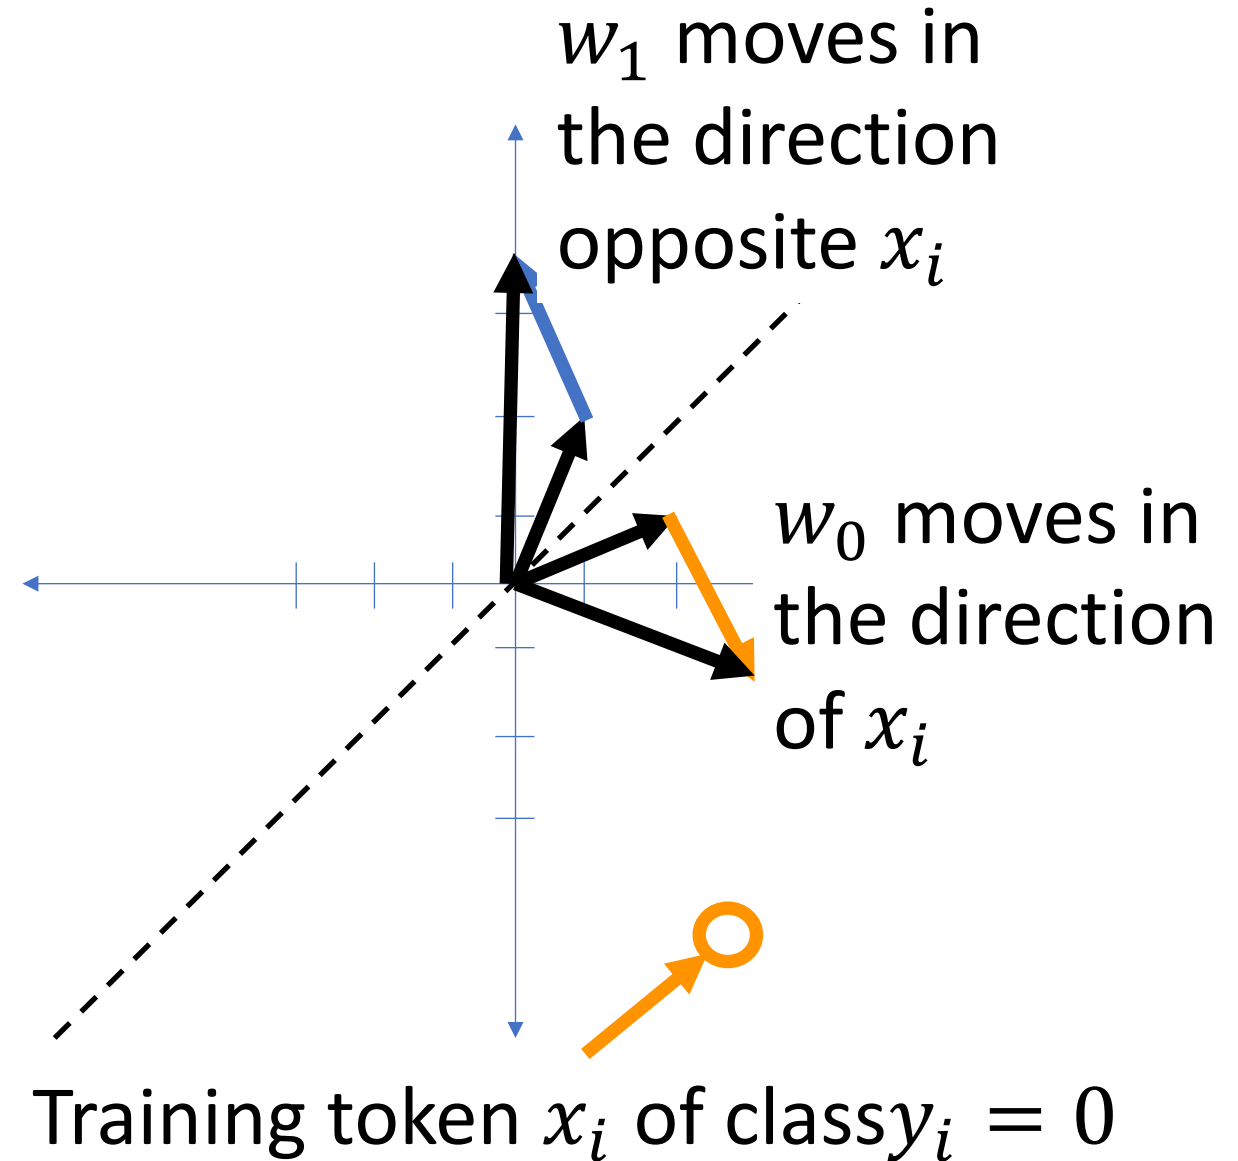 w₁ moves in
the direction
opposite xᵢ
w₀ moves in
the direction
of xᵢ
Training token xᵢ of classyᵢ = 0